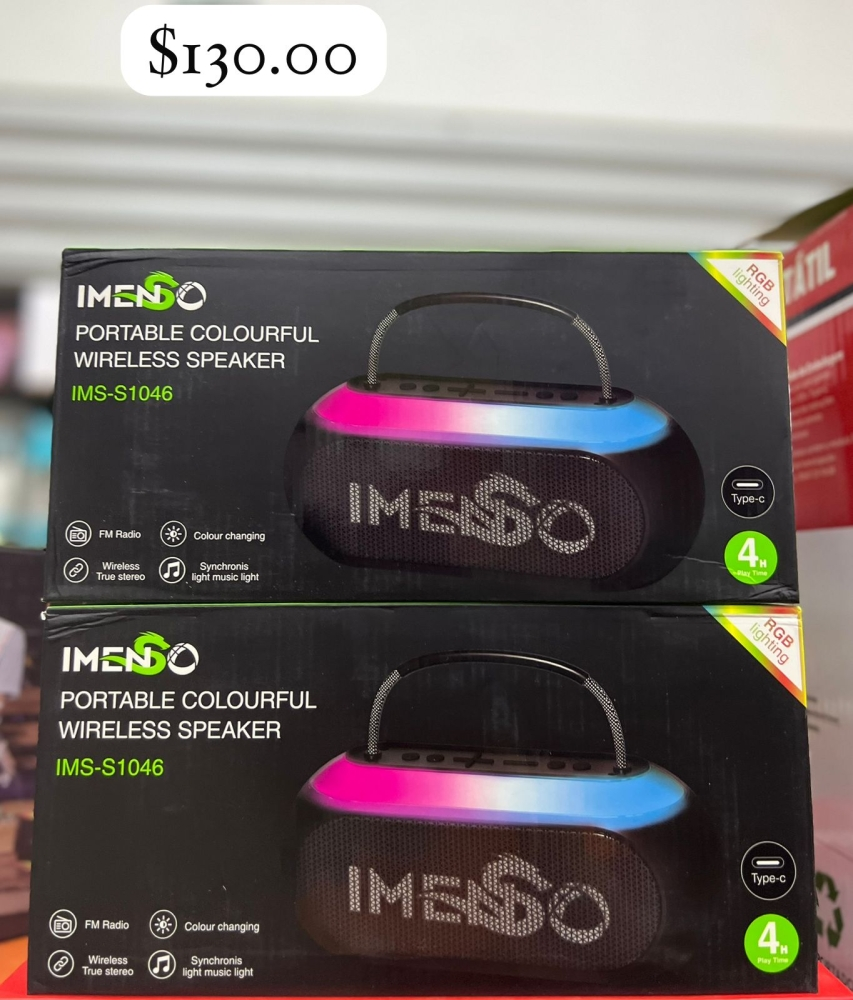 $130.00
IMENSO
PORTABLE COLOURFUL
WIRELESS SPEAKER
IMS-S1046
RGB
lighting
IMENSO
Type-c
4H
Play Time
FM Radio
Colour changing
Wireless
True stereo
Synchronis
light music light
TÁTIL
IMENSO
PORTABLE COLOURFUL
WIRELESS SPEAKER
IMS-S1046
RGB
lighting
IMENSO
Type-c
4H
Play Time
FM Radio
Colour changing
Wireless
True stereo
Synchronis
light music light